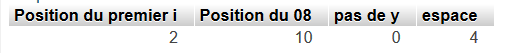 Position du premier i Position du 08 pas de y espace
2 10 0 4